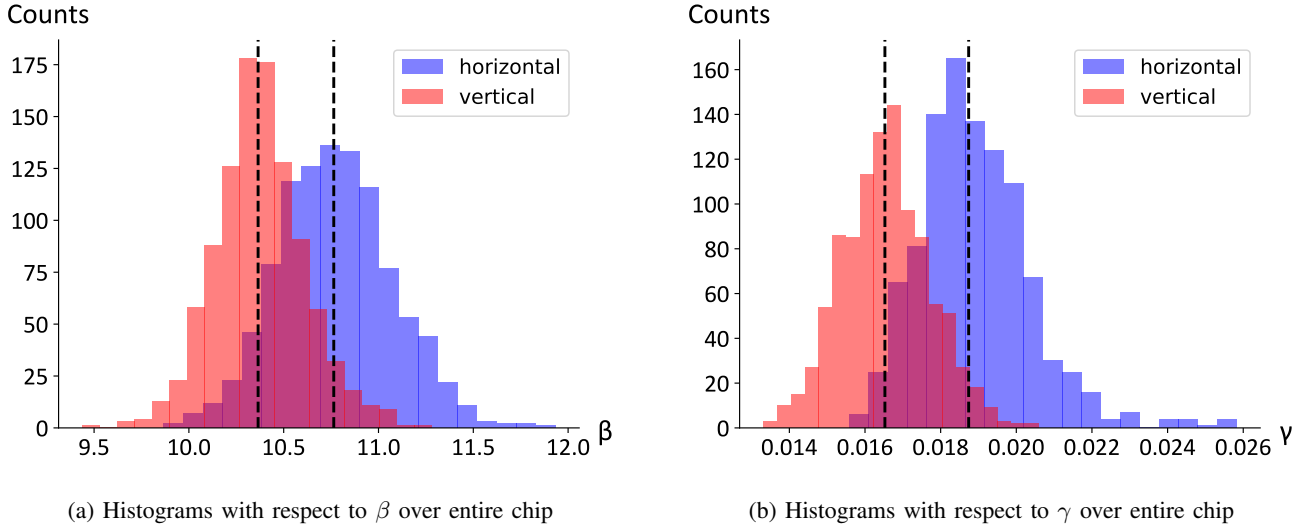 Counts
175
150
125
100
75
50
25
0
9.5 10.0 10.5 11.0 11.5 12.0 β
horizontal
vertical
(a) Histograms with respect to β over entire chip
Counts
160
140
120
100
80
60
40
20
0
0.014 0.016 0.018 0.020 0.022 0.024 0.026 γ
horizontal
vertical
(b) Histograms with respect to γ over entire chip